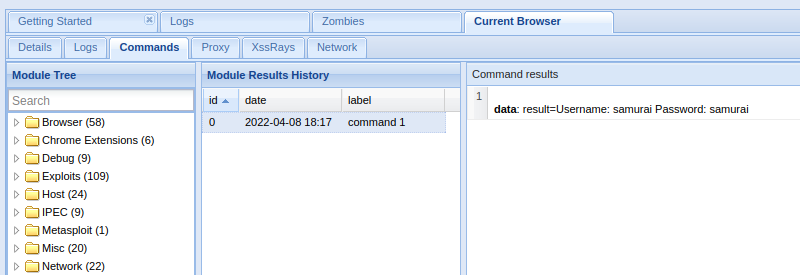 Getting Started Logs Zombies Current Browser
Details Logs Commands Proxy XssRays Network
Module Tree
Search
Browser (58)
Chrome Extensions (6)
Debug (9)
Exploits (109)
Host (24)
IPEC (9)
Metasploit (1)
Misc (20)
Network (22)
Module Results History
id date label
0 2022-04-08 18:17 command 1
Command results
1
data: result=Username: samurai Password: samurai